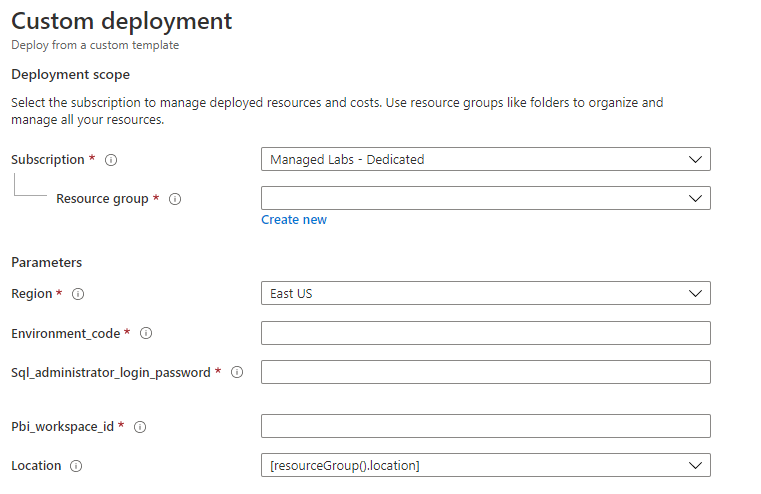 Custom deployment
Deploy from a custom template
Deployment scope
Select the subscription to manage deployed resources and costs. Use resource groups like folders to organize and
manage all your resources.
Subscription * Managed Labs - Dedicated
Resource group *
Create new
Parameters
Region * East US
Environment_code *
Sql_administrator_login_password *
Pbi_workspace_id *
Location [resourceGroup().location]